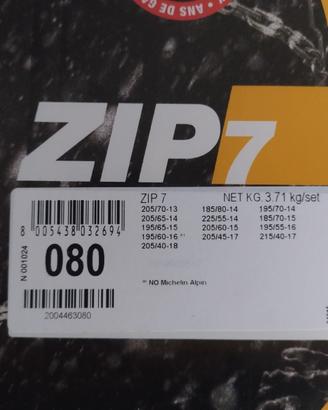 ANS DE GA
ZIP7
ZIP 7 NET KG.3.71 kg/set
205/70-13 185/80-14 195/70-14
205/65-14 225/55-14 185/70-15
195/65-15 205/60-15 195/55-16
195/60-16 *¹ 205/45-17 215/40-17
205/40-18
8 005438 032694
N 001024
080
*¹ NO Michelin Alpin
2004463080